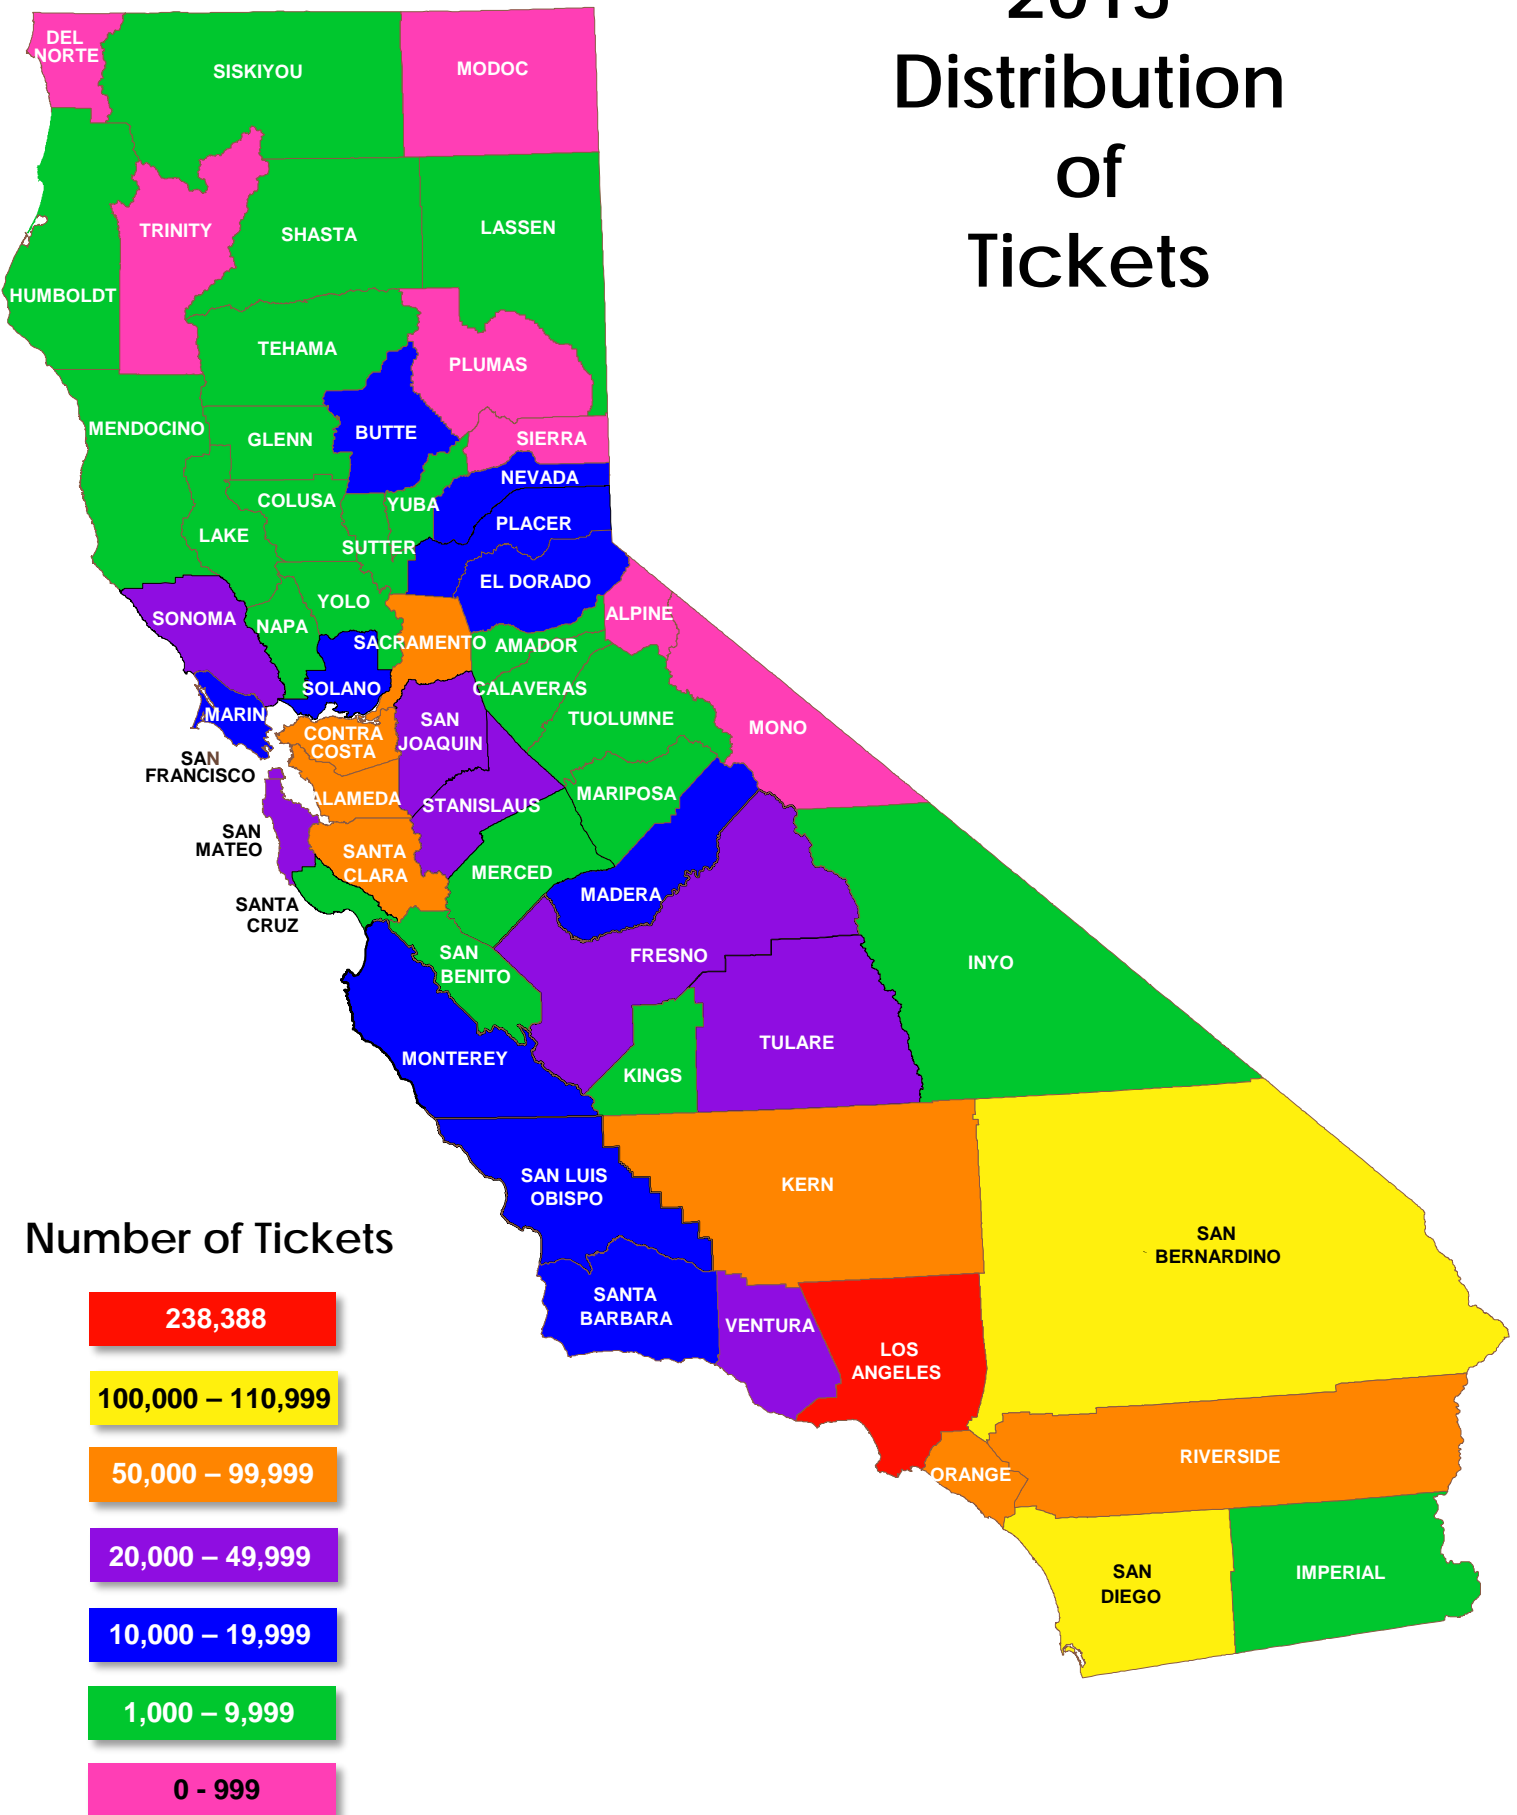 2015
Distribution
of
Tickets
DEL
NORTE
SISKIYOU
MODOC
TRINITY
SHASTA
LASSEN
HUMBOLDT
TEHAMA
PLUMAS
MENDOCINO
GLENN
BUTTE
SIERRA
NEVADA
COLUSA
YUBA
PLACER
LAKE
SUTTER
EL DORADO
YOLO
SONOMA
NAPA
ALPINE
SACRAMENTO
AMADOR
SOLANO
CALAVERAS
MARIN
SAN
JOAQUIN
TUOLUMNE
MONO
CONTRA
COSTA
SAN
FRANCISCO
ALAMEDA
STANISLAUS
MARIPOSA
SAN
MATEO
SANTA
CLARA
MERCED
MADERA
SANTA
CRUZ
SAN
BENITO
FRESNO
INYO
MONTEREY
KINGS
TULARE
SAN LUIS
OBISPO
KERN
SAN
BERNARDINO
SANTA
BARBARA
VENTURA
LOS
ANGELES
ORANGE
RIVERSIDE
SAN
DIEGO
IMPERIAL
Number of Tickets
238,388
100,000 – 110,999
50,000 – 99,999
20,000 – 49,999
10,000 – 19,999
1,000 – 9,999
0 - 999